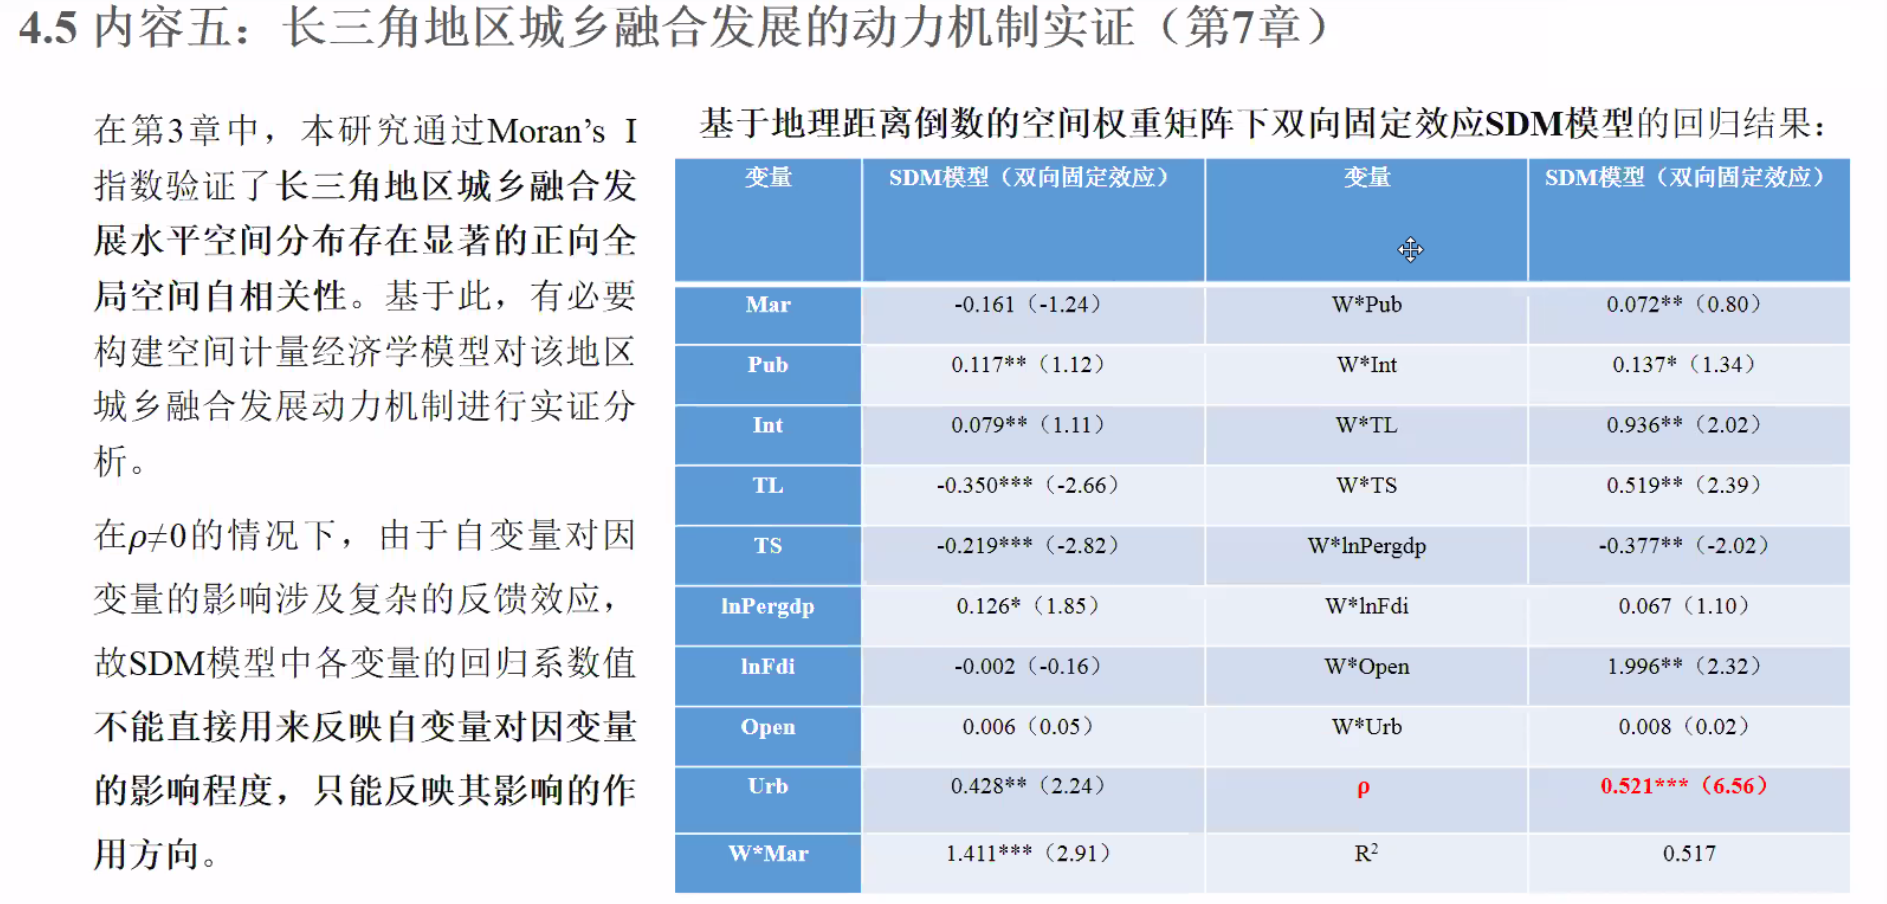 4.5 内容五：长三角地区城乡融合发展的动力机制实证（第7章）
在第3章中，本研究通过Moran’s I
指数验证了长三角地区城乡融合发
展水平空间分布存在显著的正向全
局空间自相关性。基于此，有必要
构建空间计量经济学模型对该地区
城乡融合发展动力机制进行实证分
析。
在ρ≠0的情况下，由于自变量对因
变量的影响涉及复杂的反馈效应，
故SDM模型中各变量的回归系数值
不能直接用来反映自变量对因变量
的影响程度，只能反映其影响的作
用方向。
基于地理距离倒数的空间权重矩阵下双向固定效应SDM模型的回归结果：
变量 SDM模型（双向固定效应） 变量 SDM模型（双向固定效应）
Mar -0.161（-1.24） W*Pub 0.072**（0.80）
Pub 0.117**（1.12） W*Int 0.137*（1.34）
Int 0.079**（1.11） W*TL 0.936**（2.02）
TL -0.350***（-2.66） W*TS 0.519**（2.39）
TS -0.219***（-2.82） W*lnPergdp -0.377**（-2.02）
lnPergdp 0.126*（1.85） W*lnFdi 0.067（1.10）
lnFdi -0.002（-0.16） W*Open 1.996**（2.32）
Open 0.006（0.05） W*Urb 0.008（0.02）
Urb 0.428**（2.24） ρ 0.521***（6.56）
W*Mar 1.411***（2.91） R² 0.517